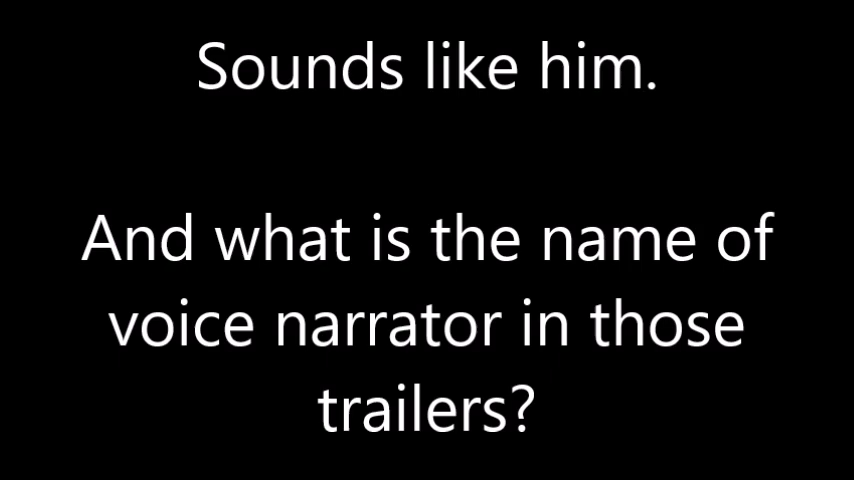 Sounds like him.
And what is the name of
voice narrator in those
trailers?